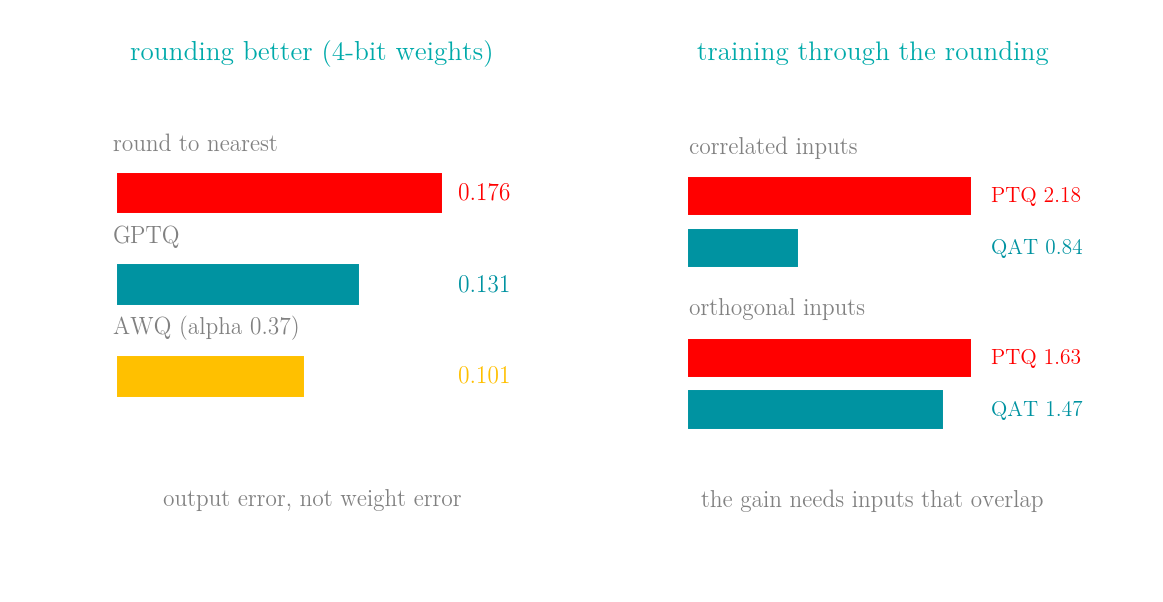 rounding better (4-bit weights)
round to nearest
0.176
GPTQ
0.131
AWQ (alpha 0.37)
0.101
output error, not weight error
training through the rounding
correlated inputs
PTQ 2.18
QAT 0.84
orthogonal inputs
PTQ 1.63
QAT 1.47
the gain needs inputs that overlap